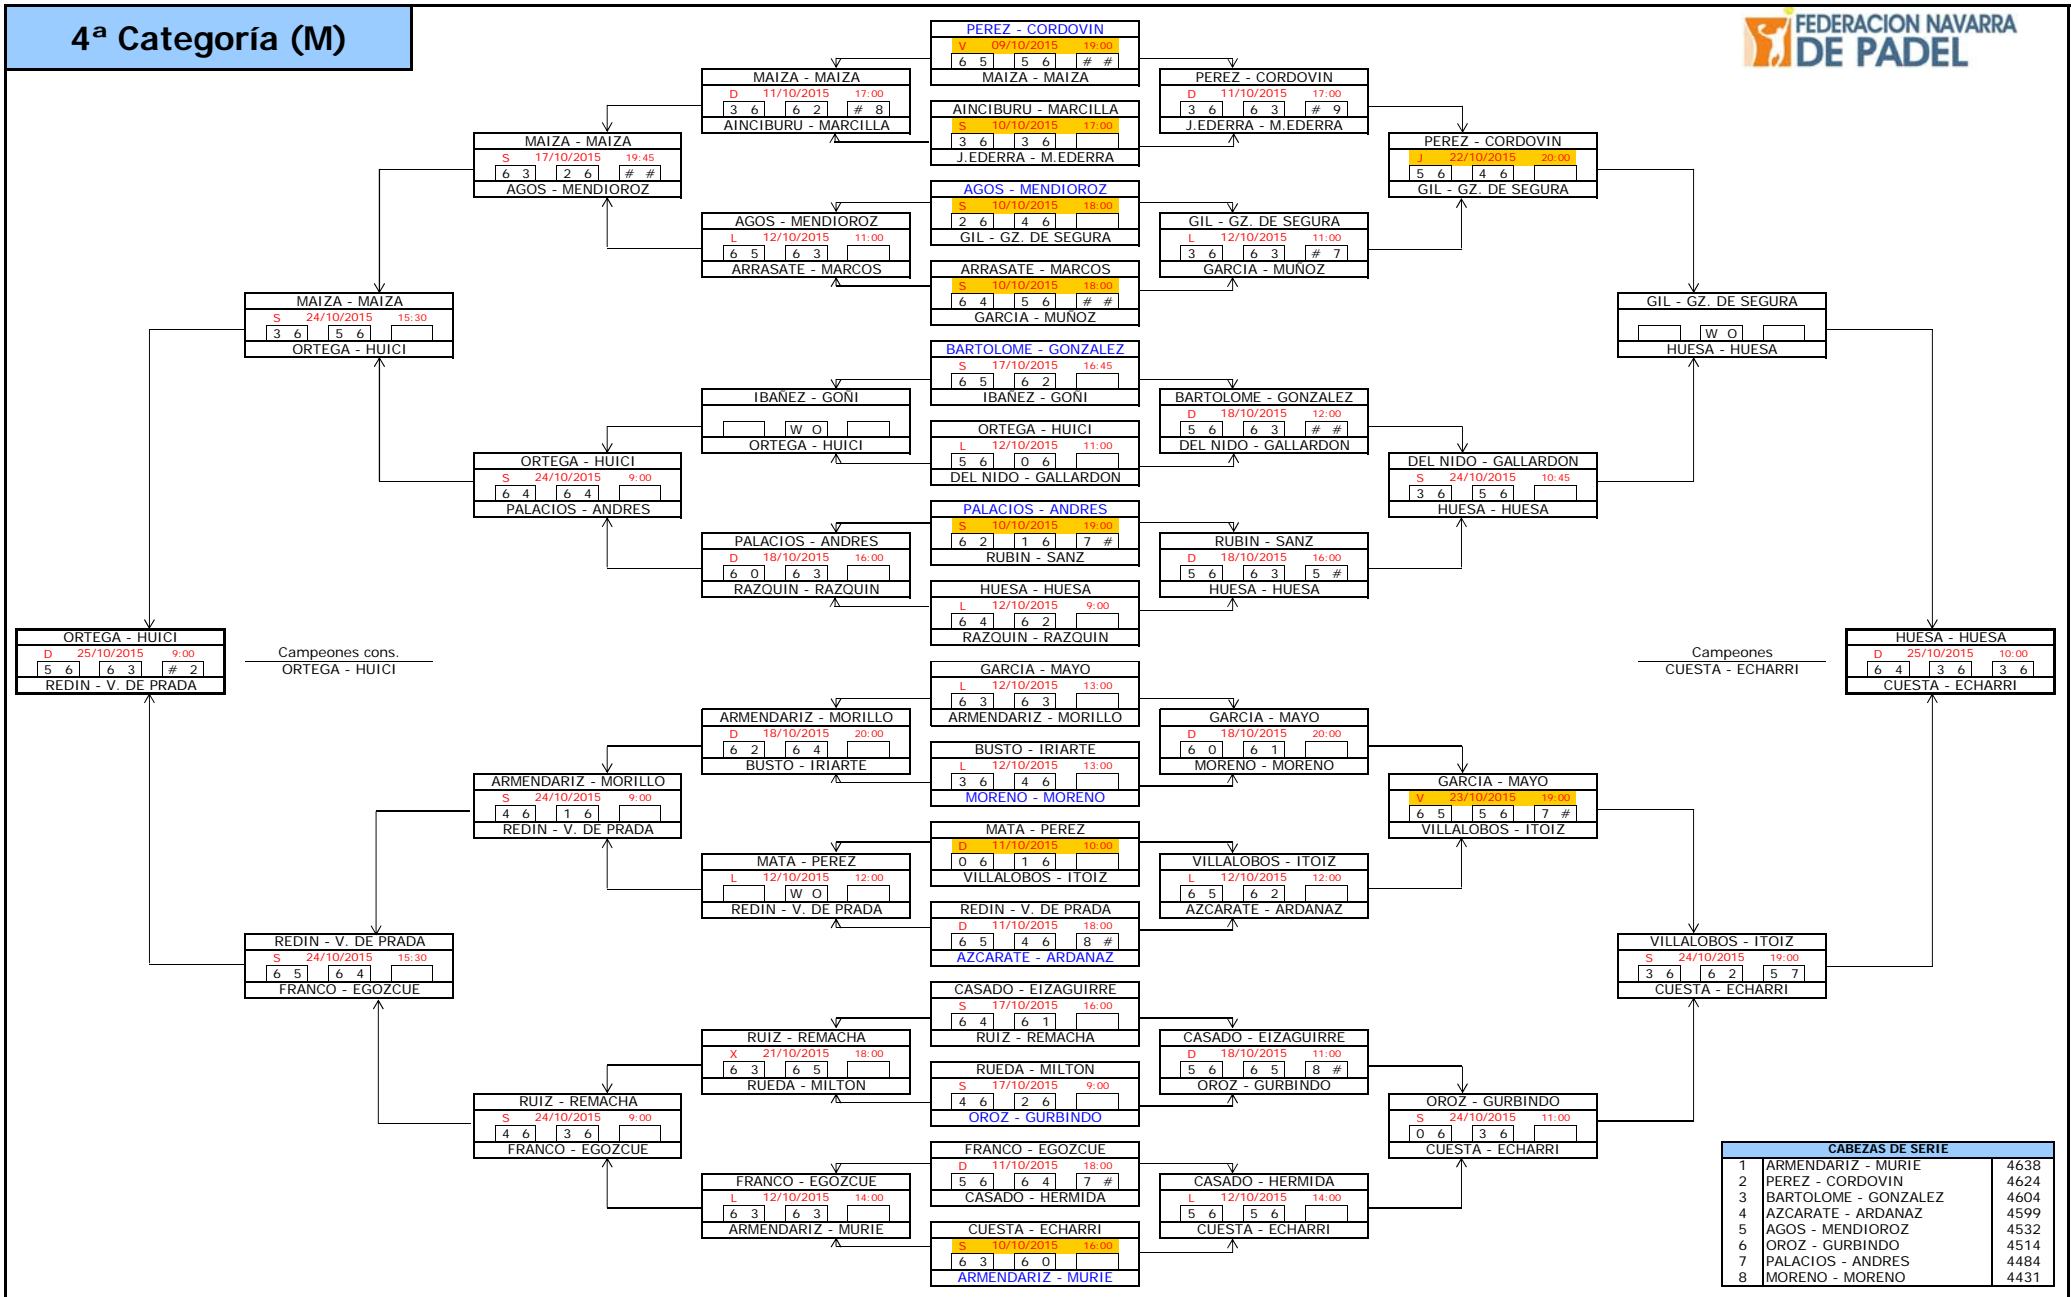 4ª Categoría (M)
FEDERACION NAVARRA
DE PADEL
PEREZ - CORDOVIN
V 09/10/2015 19:00
6 5 5 6 # #
MAIZA - MAIZA
AINCIBURU - MARCILLA
S 10/10/2015 17:00
3 6 3 6
J.EDERRA - M.EDERRA
AGOS - MENDIOROZ
S 10/10/2015 18:00
2 6 4 6
GIL - GZ. DE SEGURA
ARRASATE - MARCOS
S 10/10/2015 18:00
6 4 5 6 # #
GARCIA - MUÑOZ
BARTOLOME - GONZALEZ
S 17/10/2015 16:45
6 5 6 2
IBAÑEZ - GOÑI
ORTEGA - HUICI
L 12/10/2015 11:00
5 6 0 6
DEL NIDO - GALLARDON
PALACIOS - ANDRES
S 10/10/2015 19:00
6 2 1 6 7 #
RUBIN - SANZ
HUESA - HUESA
L 12/10/2015 9:00
6 4 6 2
RAZQUIN - RAZQUIN
GARCIA - MAYO
L 12/10/2015 13:00
6 3 6 3
ARMENDARIZ - MORILLO
BUSTO - IRIARTE
L 12/10/2015 13:00
3 6 4 6
MORENO - MORENO
MATA - PEREZ
D 11/10/2015 10:00
0 6 1 6
VILLALOBOS - ITOIZ
REDIN - V. DE PRADA
D 11/10/2015 18:00
6 5 4 6 8 #
AZCARATE - ARDANAZ
CASADO - EIZAGUIRRE
S 17/10/2015 16:00
6 4 6 1
RUIZ - REMACHA
RUEDA - MILTON
S 17/10/2015 9:00
4 6 2 6
OROZ - GURBINDO
FRANCO - EGOZCUE
D 11/10/2015 18:00
5 6 6 4 7 #
CASADO - HERMIDA
CUESTA - ECHARRI
S 10/10/2015 16:00
6 3 6 0
ARMENDARIZ - MURIE
MAIZA - MAIZA
D 11/10/2015 17:00
3 6 6 2 # 8
AINCIBURU - MARCILLA
AGOS - MENDIOROZ
L 12/10/2015 11:00
6 5 6 3
ARRASATE - MARCOS
IBAÑEZ - GOÑI
W O
ORTEGA - HUICI
PALACIOS - ANDRES
D 18/10/2015 16:00
6 0 6 3
RAZQUIN - RAZQUIN
ARMENDARIZ - MORILLO
D 18/10/2015 20:00
6 2 6 4
BUSTO - IRIARTE
MATA - PEREZ
L 12/10/2015 12:00
W O
REDIN - V. DE PRADA
RUIZ - REMACHA
X 21/10/2015 18:00
6 3 6 5
RUEDA - MILTON
FRANCO - EGOZCUE
L 12/10/2015 14:00
6 3 6 3
ARMENDARIZ - MURIE
MAIZA - MAIZA
S 17/10/2015 19:45
6 3 2 6 # #
AGOS - MENDIOROZ
ORTEGA - HUICI
S 24/10/2015 9:00
6 4 6 4
PALACIOS - ANDRES
ARMENDARIZ - MORILLO
S 24/10/2015 9:00
4 6 1 6
REDIN - V. DE PRADA
RUIZ - REMACHA
S 24/10/2015 9:00
4 6 3 6
FRANCO - EGOZCUE
MAIZA - MAIZA
S 24/10/2015 15:30
3 6 5 6
ORTEGA - HUICI
REDIN - V. DE PRADA
S 24/10/2015 15:30
6 5 6 4
FRANCO - EGOZCUE
ORTEGA - HUICI
D 25/10/2015 9:00
5 6 6 3 # 2
REDIN - V. DE PRADA
Campeones cons.
ORTEGA - HUICI
PEREZ - CORDOVIN
D 11/10/2015 17:00
3 6 6 3 # 9
J.EDERRA - M.EDERRA
GIL - GZ. DE SEGURA
L 12/10/2015 11:00
3 6 6 3 # 7
GARCIA - MUÑOZ
BARTOLOME - GONZALEZ
D 18/10/2015 12:00
5 6 6 3 # #
DEL NIDO - GALLARDON
RUBIN - SANZ
D 18/10/2015 16:00
5 6 6 3 5 #
HUESA - HUESA
GARCIA - MAYO
D 18/10/2015 20:00
6 0 6 1
MORENO - MORENO
VILLALOBOS - ITOIZ
L 12/10/2015 12:00
6 5 6 2
AZCARATE - ARDANAZ
CASADO - EIZAGUIRRE
D 18/10/2015 11:00
5 6 6 5 8 #
OROZ - GURBINDO
CASADO - HERMIDA
L 12/10/2015 14:00
5 6 5 6
CUESTA - ECHARRI
PEREZ - CORDOVIN
J 22/10/2015 20:00
5 6 4 6
GIL - GZ. DE SEGURA
DEL NIDO - GALLARDON
S 24/10/2015 10:45
3 6 5 6
HUESA - HUESA
GARCIA - MAYO
V 23/10/2015 19:00
6 5 5 6 7 #
VILLALOBOS - ITOIZ
OROZ - GURBINDO
S 24/10/2015 11:00
0 6 3 6
CUESTA - ECHARRI
GIL - GZ. DE SEGURA
W O
HUESA - HUESA
VILLALOBOS - ITOIZ
S 24/10/2015 19:00
3 6 6 2 5 7
CUESTA - ECHARRI
Campeones
CUESTA - ECHARRI
HUESA - HUESA
D 25/10/2015 10:00
6 4 3 6 3 6
CUESTA - ECHARRI
CABEZAS DE SERIE
1 ARMENDARIZ - MURIE 4638
2 PEREZ - CORDOVIN 4624
3 BARTOLOME - GONZALEZ 4604
4 AZCARATE - ARDANAZ 4599
5 AGOS - MENDIOROZ 4532
6 OROZ - GURBINDO 4514
7 PALACIOS - ANDRES 4484
8 MORENO - MORENO 4431